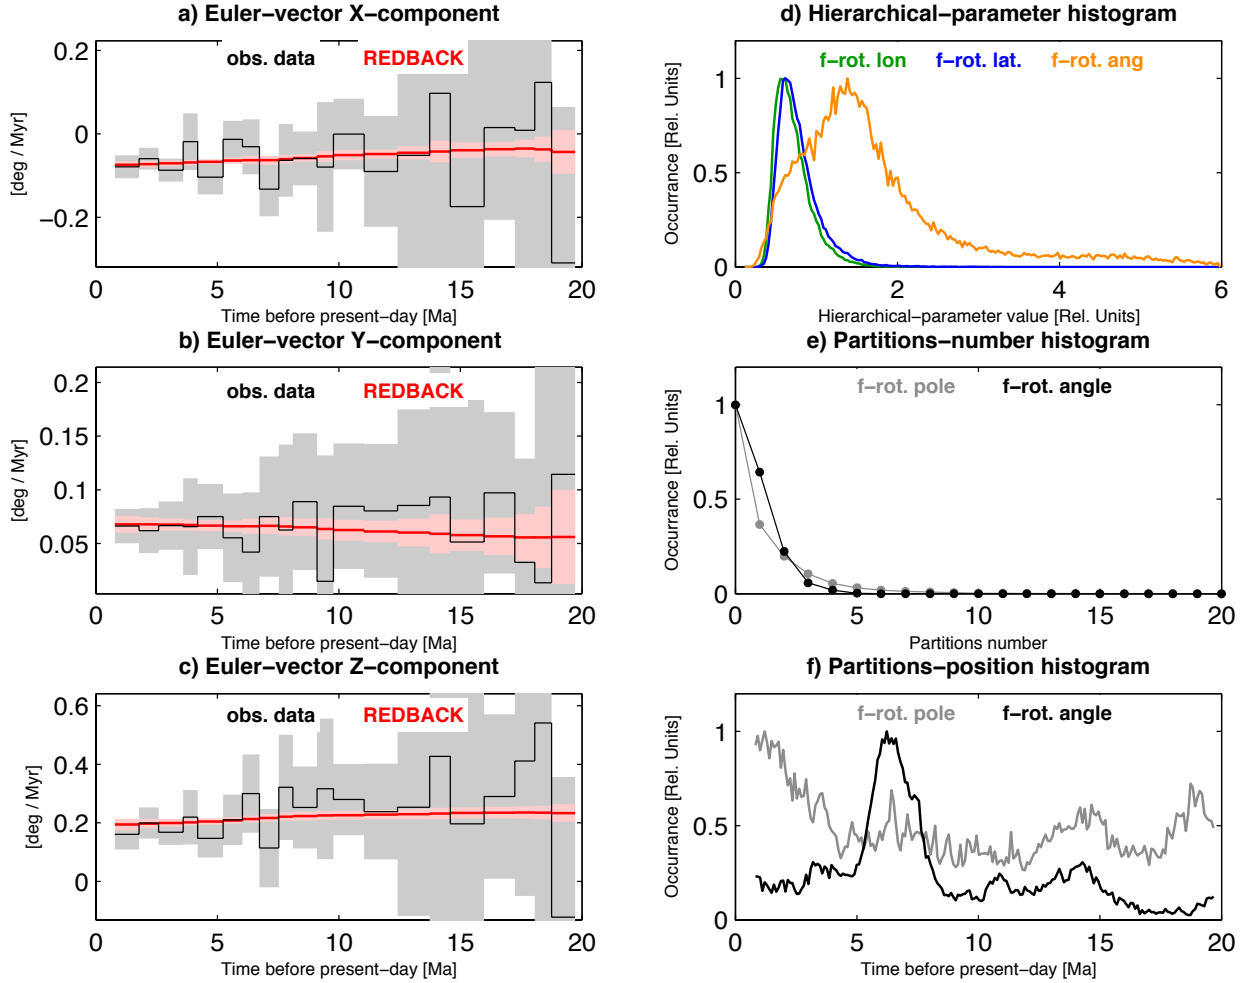 a) Euler−vector X−component
obs. data REDBACK
[deg / Myr]
0.2
0
−0.2
0 5 10 15 20
Time before present−day [Ma]
b) Euler−vector Y−component
obs. data REDBACK
[deg / Myr]
0.2
0.15
0.1
0.05
0 5 10 15 20
Time before present−day [Ma]
c) Euler−vector Z−component
obs. data REDBACK
[deg / Myr]
0.6
0.4
0.2
0
0 5 10 15 20
Time before present−day [Ma]
d) Hierarchical−parameter histogram
f−rot. lon f−rot. lat. f−rot. ang
Occurrance [Rel. Units]
1
0.5
0
0 2 4 6
Hierarchical−parameter value [Rel. Units]
e) Partitions−number histogram
f−rot. pole f−rot. angle
Occurrance [Rel. Units]
1
0.5
0
0 5 10 15 20
Partitions number
f) Partitions−position histogram
f−rot. pole f−rot. angle
Occurrance [Rel. Units]
1
0.5
0
0 5 10 15 20
Time before present−day [Ma]